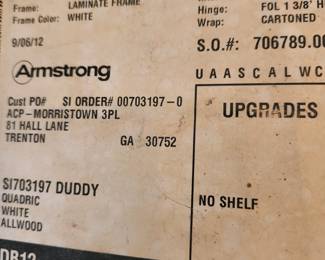 LAMINATE FRAME
Frame:
Frame Color: WHITE
Hinge: FOL 1 3/8" H
Wrap: CARTONED
9/06/12
S.O.#: 706789.00
Armstrong
UAASCALWC
Cust PO# SI ORDER# 00703197-0
ACP-MORRISTOWN 3PL
81 HALL LANE
TRENTON GA 30752
UPGRADES
SI703197 DUDDY
QUADRIC
WHITE
ALLWOOD
NO SHELF
DB12